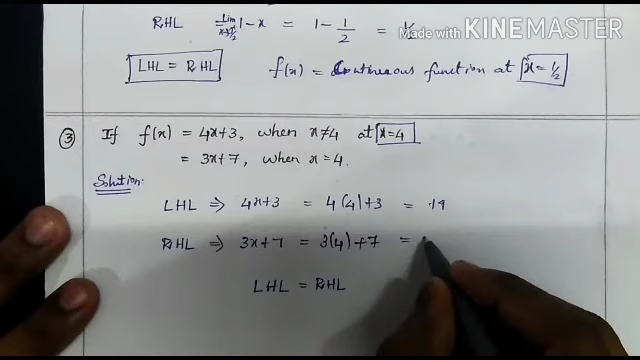 Made with KINEMASTER
RHL = lim x→1/2 1-x = 1 - 1/2 = 1/2
LHL = RHL f(x) = Continuous function at x = 1/2
③ If f(x) = 4x+3, when x≠4 at x=4
= 3x+7, when x=4.
Solution:
LHL ⇒ 4x+3 = 4(4)+3 = 19
RHL ⇒ 3x+7 = 3(4)+7 =
LHL = RHL